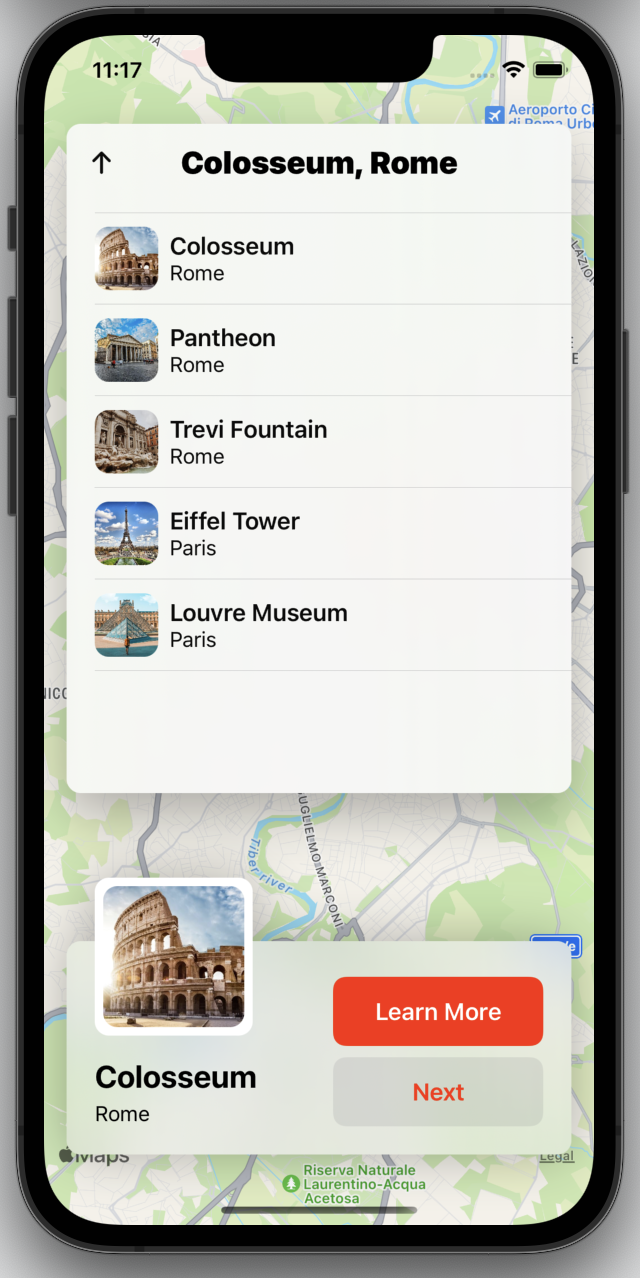 11:17
Aeroporto Ci
di Roma Urbe
Colosseum, Rome
LAZION
Colosseum
Rome
Pantheon
Rome
E
E
Trevi Fountain
Rome
Eiffel Tower
Paris
Louvre Museum
Paris
NICO
GUGLIELMO MARCONI
Tiber river
Learn More
Colosseum
Next
Rome
Maps
Legal
Riserva Naturale
Laurentino-Acqua
Acetosa